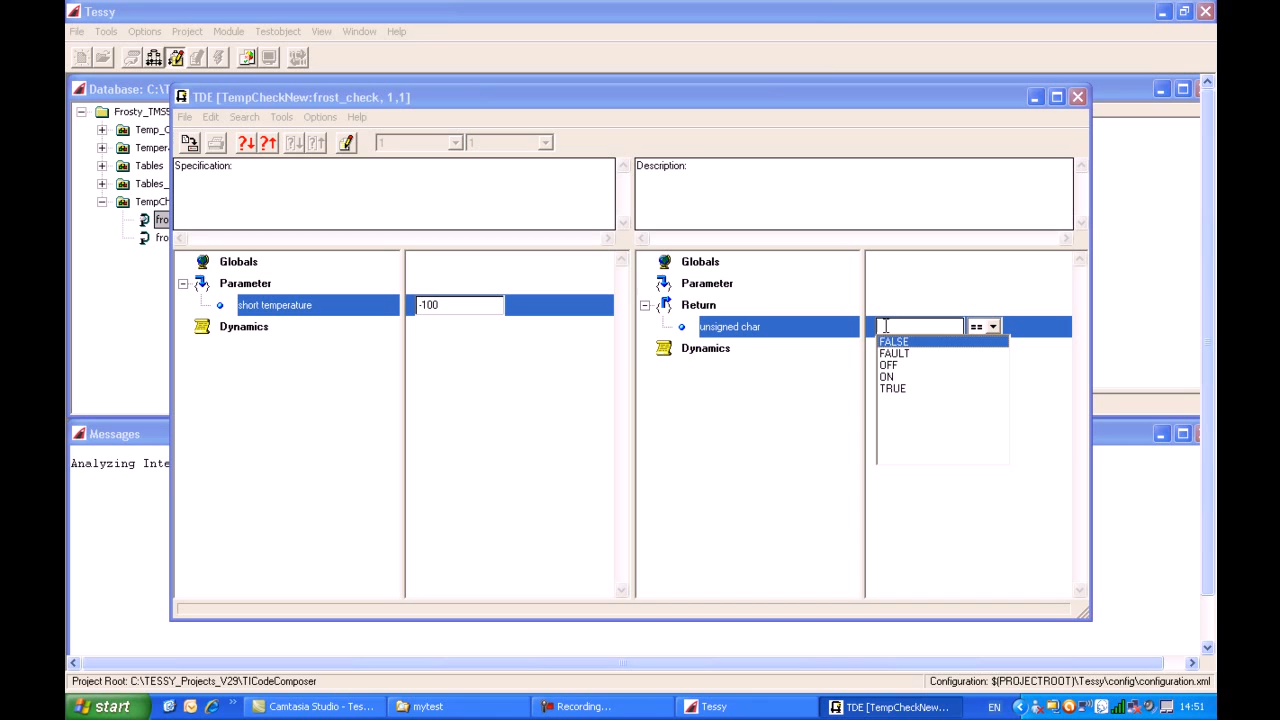 Tessy
File Tools Options Project Module Testobject View Window Help
Database: C:\T
Frosty_TMS5
Temp_C
Temper
Tables
Tables_
TempCh
fro
fro
TDE [TempCheckNew:frost_check, 1,1]
File Edit Search Tools Options Help
1 1
Specification:
Description:
Globals
Parameter
short temperature -100
Dynamics
Globals
Parameter
Return
unsigned char ==
FALSE
FAULT
OFF
ON
TRUE
Dynamics
Messages
Analyzing Inte
Project Root: C:\TESSY_Projects_V29\TICodeComposer Configuration: $(PROJECTROOT)\Tessy\config\configuration.xml
start Camtasia Studio - Tes... mytest Recording... Tessy TDE [TempCheckNew... EN 14:51